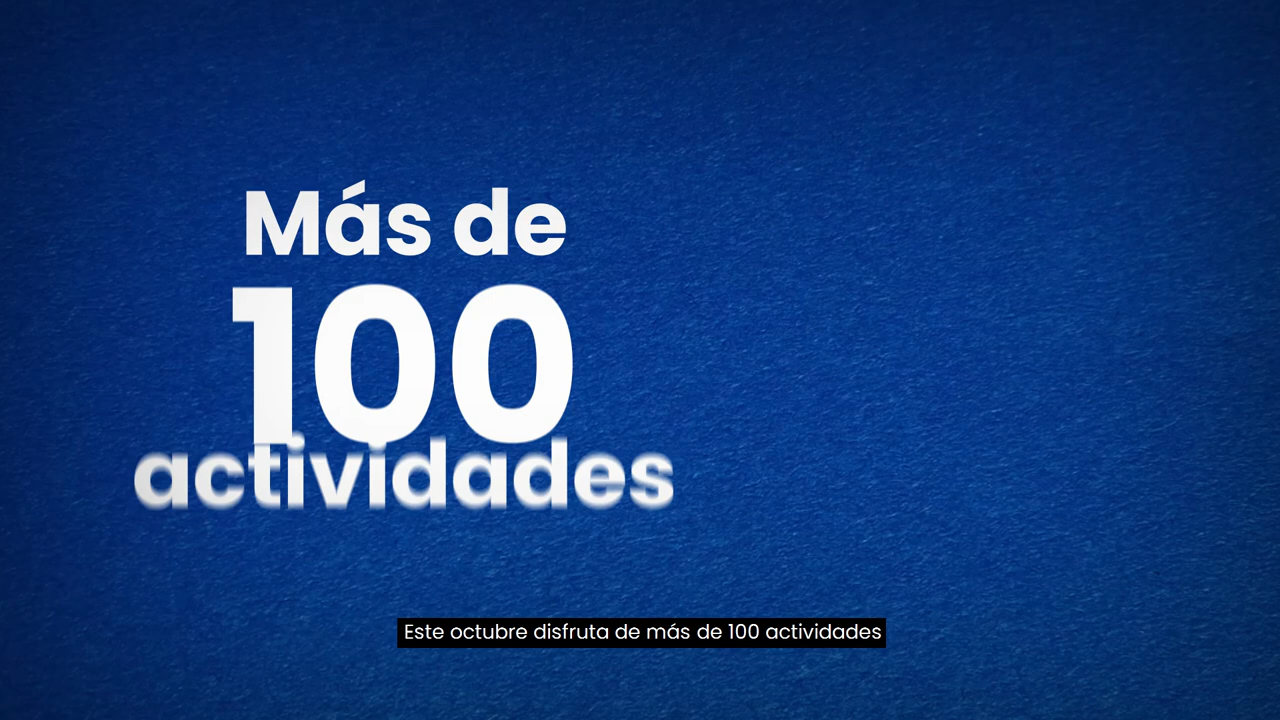 Más de
100
actividades
Este octubre disfruta de más de 100 actividades